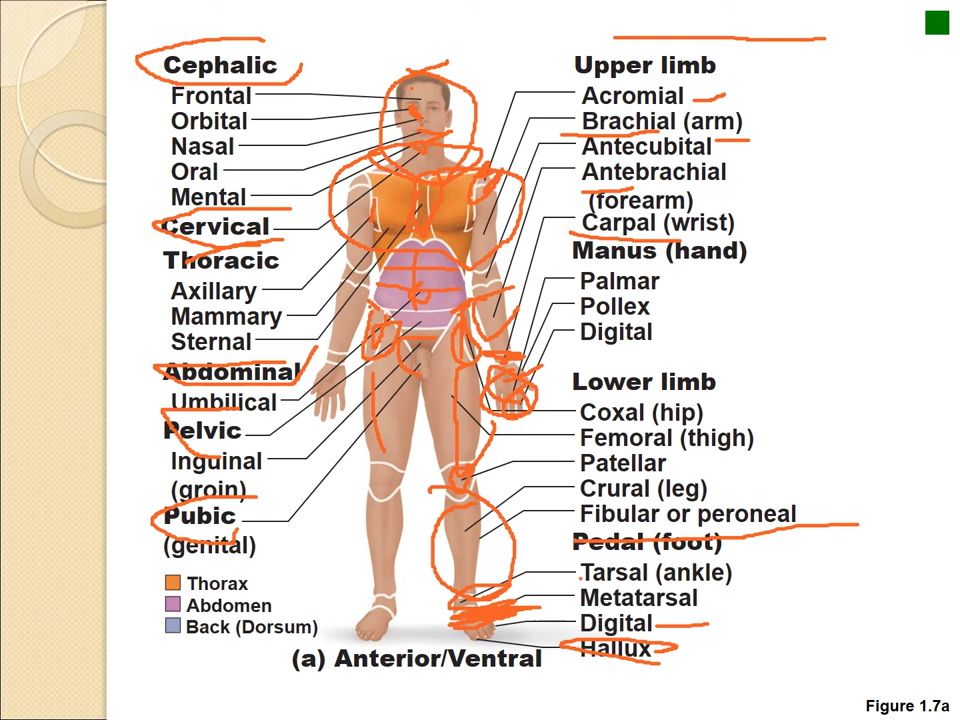 Cephalic
Frontal
Orbital
Nasal
Oral
Mental
Cervical
Thoracic
Axillary
Mammary
Sternal
Abdominal
Umbilical
Pelvic
Inguinal
(groin)
Pubic
(genital)
Thorax
Abdomen
Back (Dorsum)
(a) Anterior/Ventral
Upper limb
Acromial
Brachial (arm)
Antecubital
Antebrachial
(forearm)
Carpal (wrist)
Manus (hand)
Palmar
Pollex
Digital
Lower limb
Coxal (hip)
Femoral (thigh)
Patellar
Crural (leg)
Fibular or peroneal
Pedal (foot)
Tarsal (ankle)
Metatarsal
Digital
Hallux
Figure 1.7a